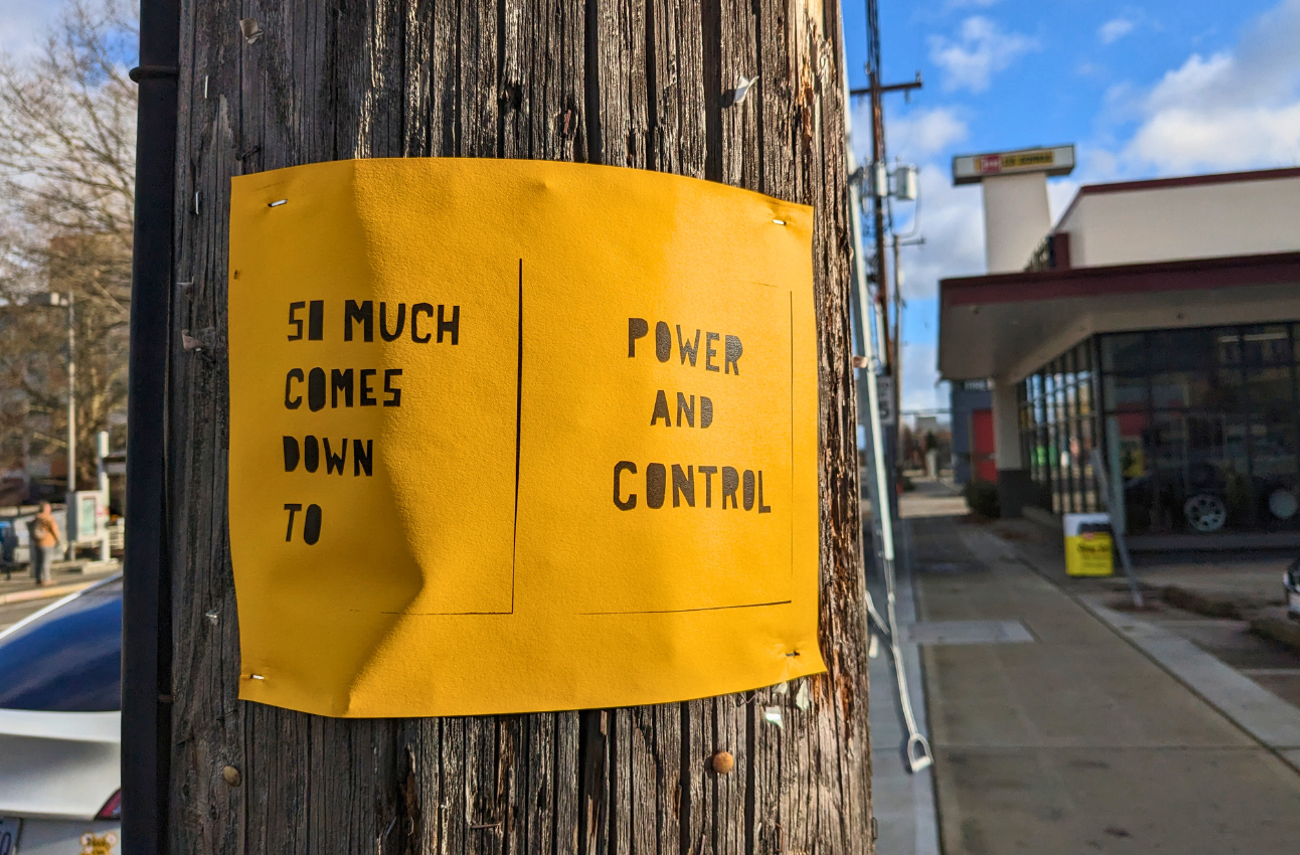 SO MUCH
COMES
DOWN
TO
POWER
AND
CONTROL